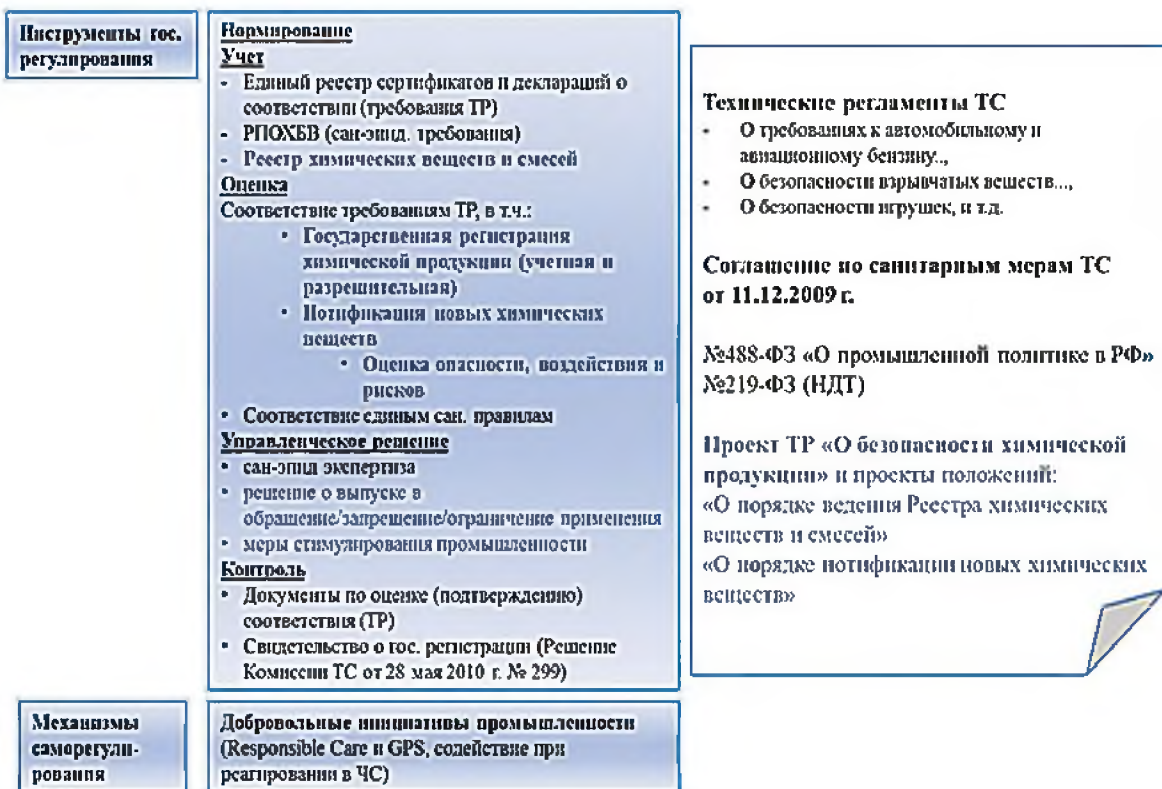 Инструменты гос.
регулирования
Нормирование
Учет
- Единый реестр сертификатов и деклараций о
соответствии (требования ТР)
- РПОХБВ (сан-эпид. требования)
- Реестр химических веществ и смесей
Оценка
Соответствие требованиям ТР, в т.ч.:
• Государственная регистрация
химической продукции (учетная и
разрешительная)
• Нотификация новых химических
веществ
• Оценка опасности, воздействия и
рисков
• Соответствие единым сан. правилам
Управленческое решение
• сан-эпид экспертиза
• решение о выпуске в
обращение/запрещение/ограничение применения
• меры стимулирования промышленности
Контроль
• Документы по оценке (подтверждению)
соответствия (ТР)
• Свидетельство о гос. регистрации (Решение
Комиссии ТС от 28 мая 2010 г. № 299)
Технические регламенты ТС
- О требованиях к автомобильному и
авиационному бензину..,
- О безопасности взрывчатых веществ...,
- О безопасности игрушек, и т.д.
Соглашение по санитарным мерам ТС
от 11.12.2009 г.
№488-ФЗ «О промышленной политике в РФ»
№219-ФЗ (НДТ)
Проект ТР «О безопасности химической
продукции» и проекты положений:
«О порядке ведения Реестра химических
веществ и смесей»
«О порядке нотификации новых химических
веществ»
Механизмы
саморегули-
рования
Добровольные инициативы промышленности
(Responsible Care и GPS, содействие при
реагировании в ЧС)